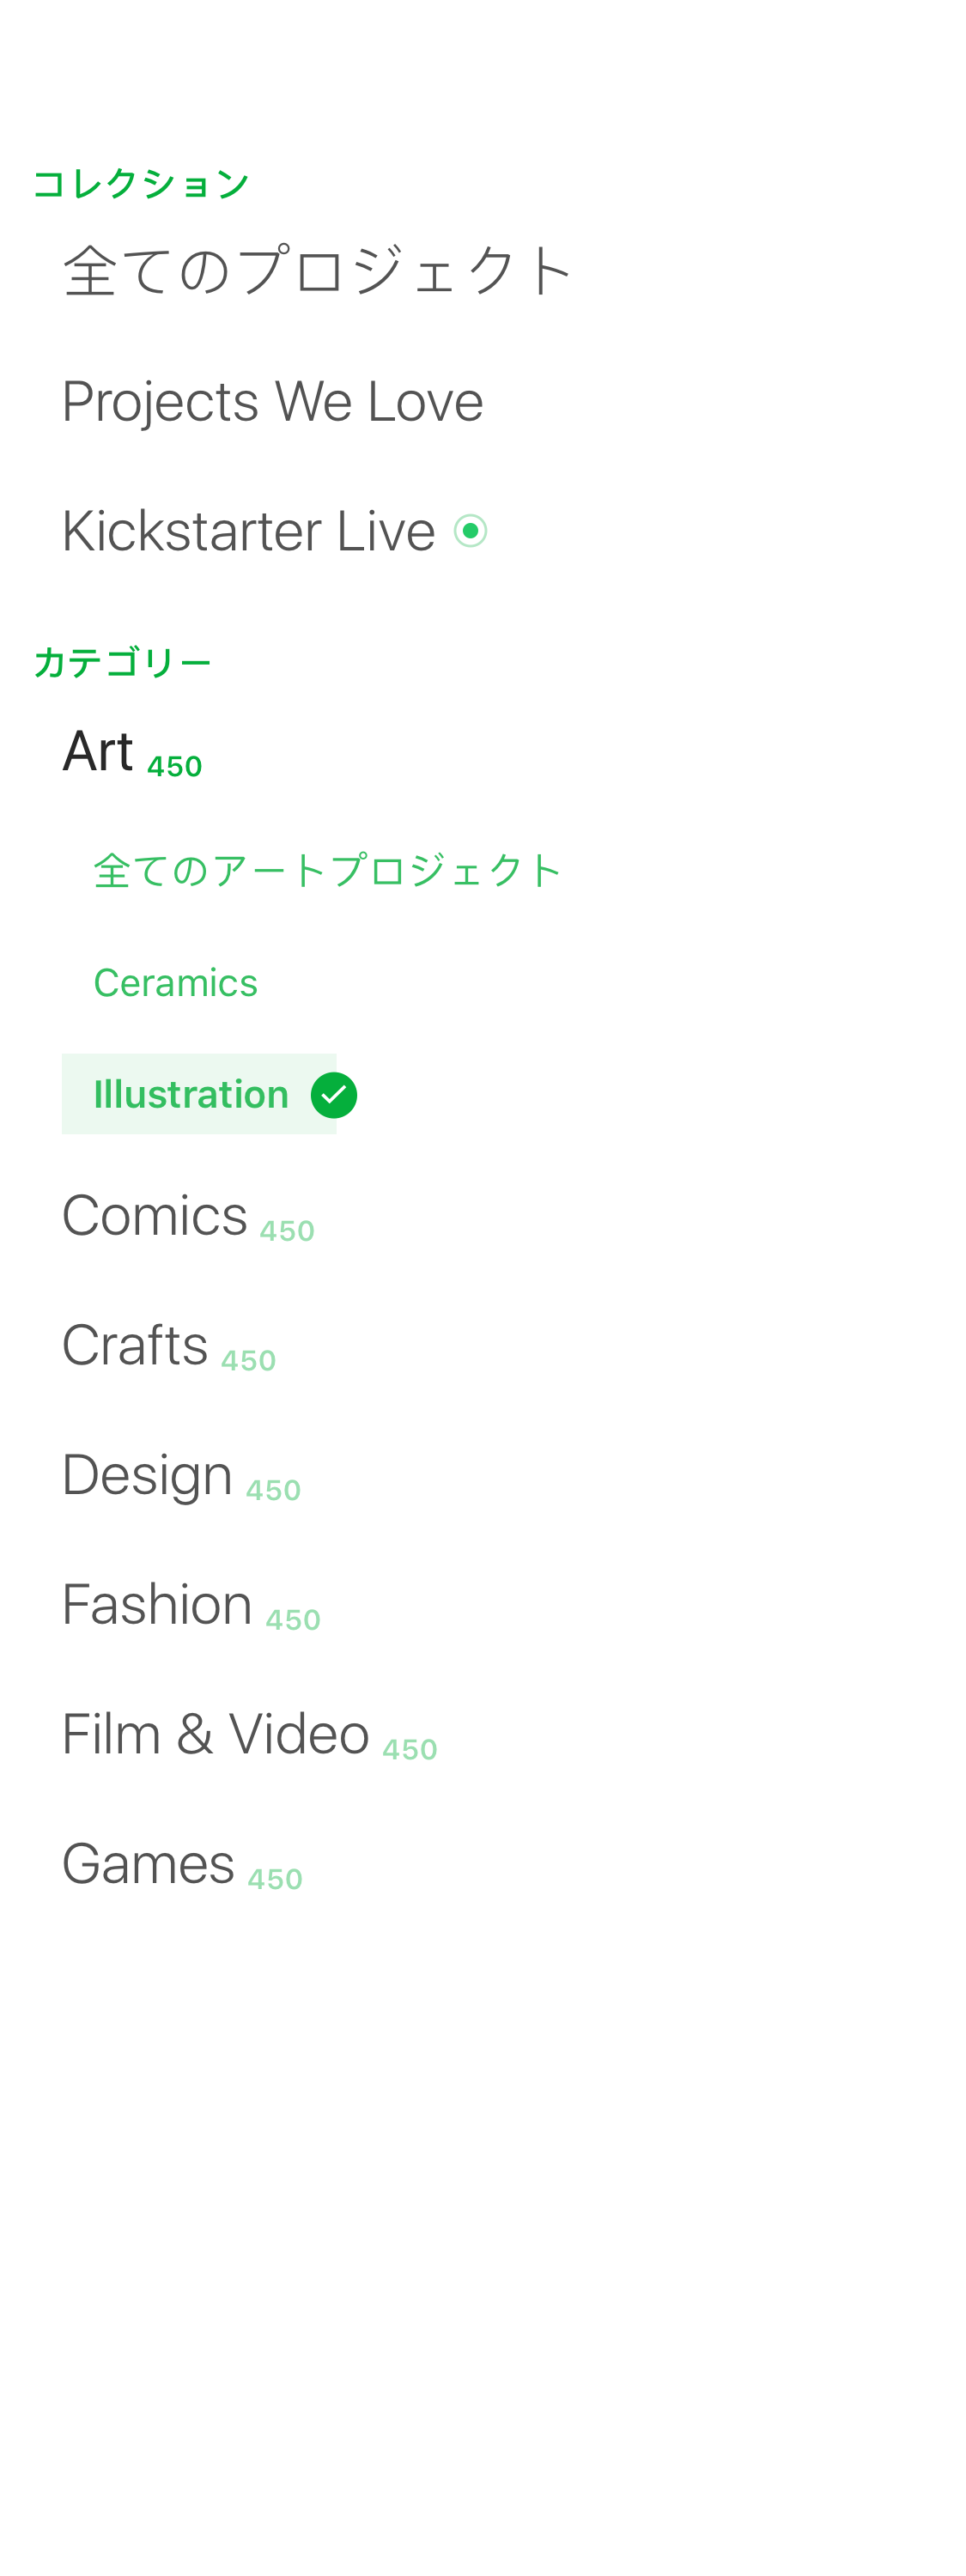 コレクション
全てのプロジェクト
Projects We Love
Kickstarter Live
カテゴリー
Art 450
全てのアートプロジェクト
Ceramics
Illustration
Comics 450
Crafts 450
Design 450
Fashion 450
Film & Video 450
Games 450